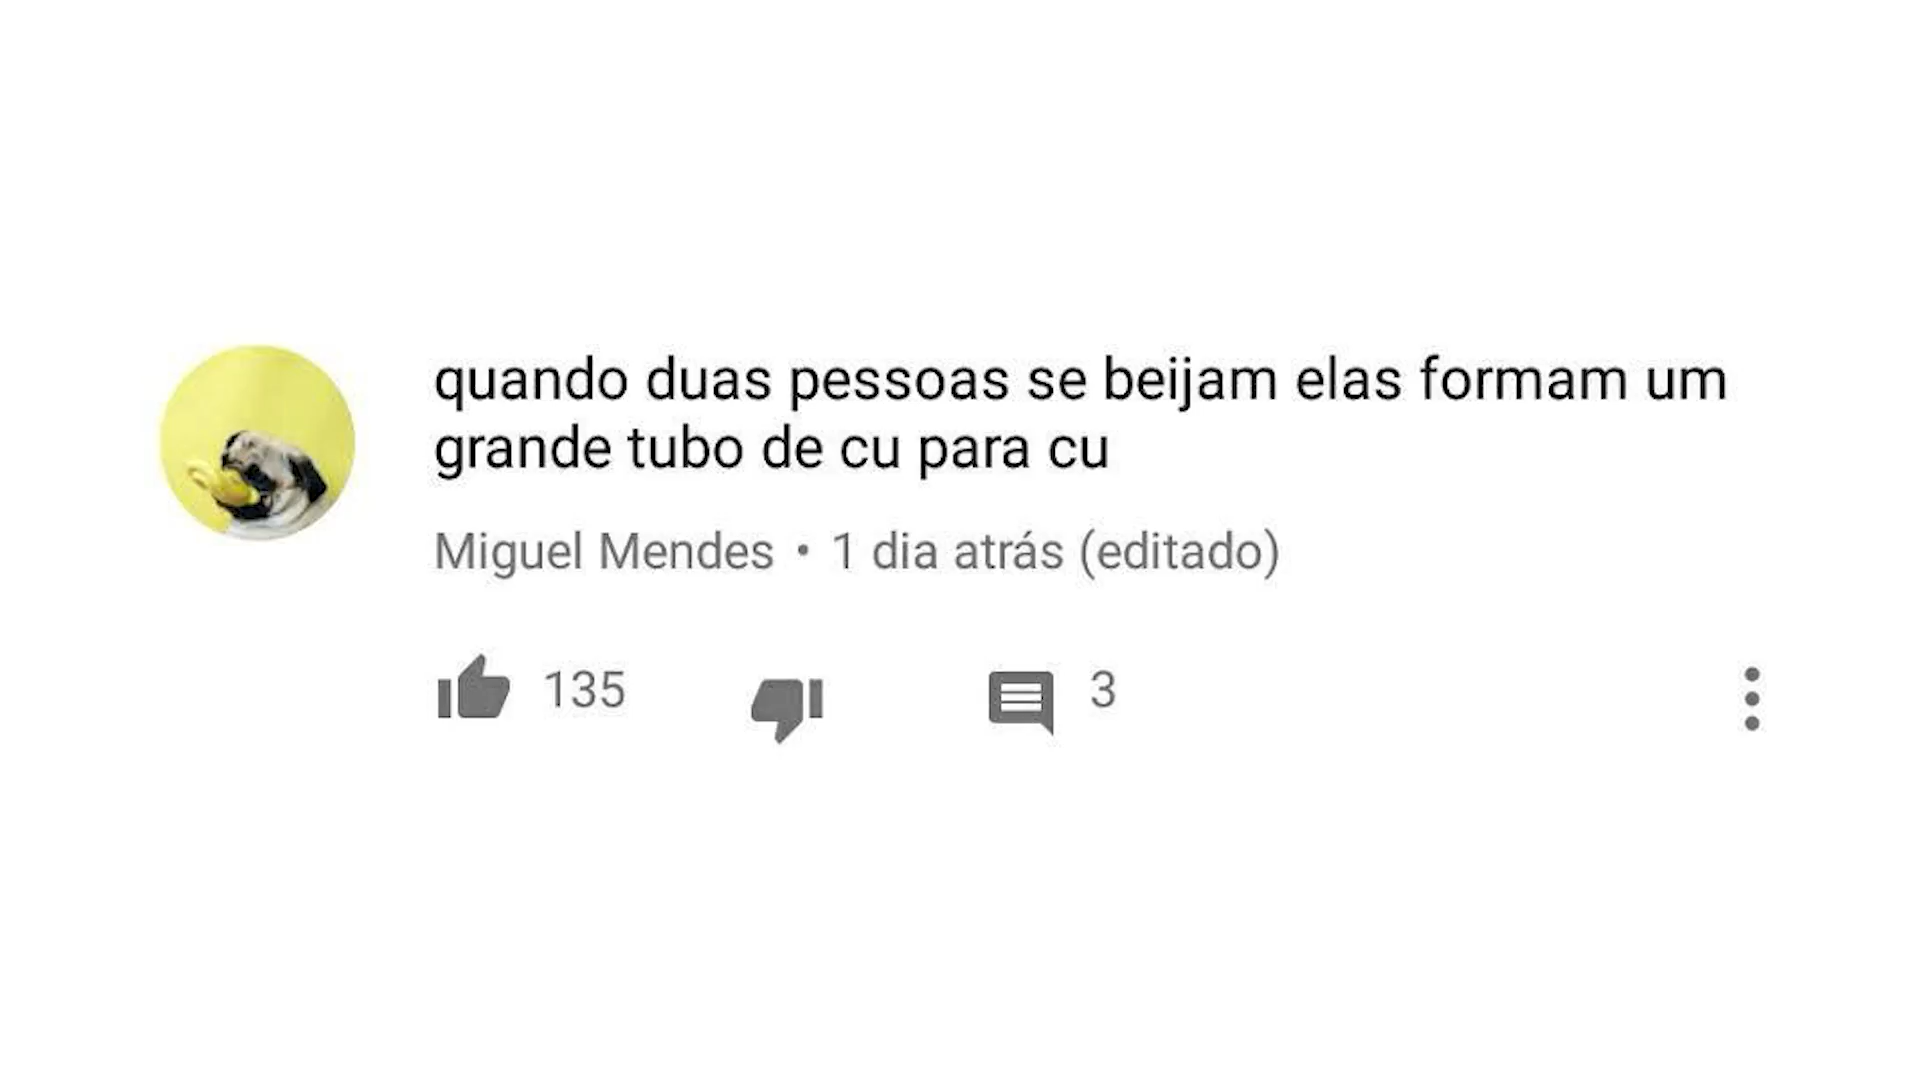 quando duas pessoas se beijam elas formam um
grande tubo de cu para cu
Miguel Mendes • 1 dia atrás (editado)
135 3